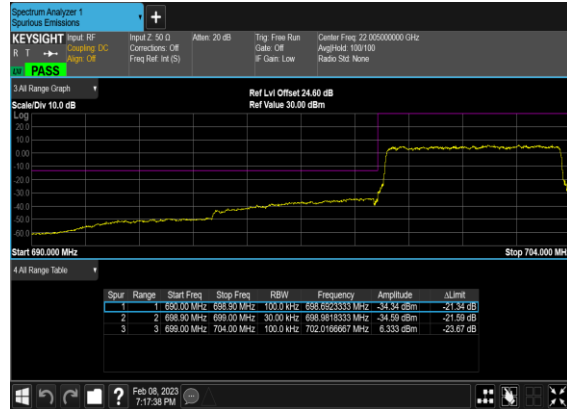 Spectrum Analyzer 1
Spurious Emissions
+
KEYSIGHT Input: RF
R T Coupling: DC
Align: Off
Input Z: 50 Ω
Corrections: Off
Freq Ref: Int (S)
Atten: 20 dB
Trig: Free Run
Gate: Off
IF Gain: Low
Center Freq: 22.005000000 GHz
Avg|Hold: 100/100
Radio Std: None
PASS
3 All Range Graph
Scale/Div 10.0 dB
Ref Lvl Offset 24.60 dB
Ref Value 30.00 dBm
Log
20.0
10.0
0.00
-10.0
-20.0
-30.0
-40.0
-50.0
-60.0
Start 690.000 MHz
Stop 704.000 MH
4 All Range Table
Spur Range Start Freq Stop Freq RBW Frequency Amplitude ΔLimit
1 1 690.00 MHz 698.90 MHz 100.0 kHz 698.6923333 MHz -34.34 dBm -21.34 dB
2 2 698.90 MHz 699.00 MHz 30.00 kHz 698.9818333 MHz -34.59 dBm -21.59 dB
3 3 699.00 MHz 704.00 MHz 100.0 kHz 702.0166667 MHz 6.333 dBm -23.67 dB
?
Feb 08, 2023
7:17:38 PM